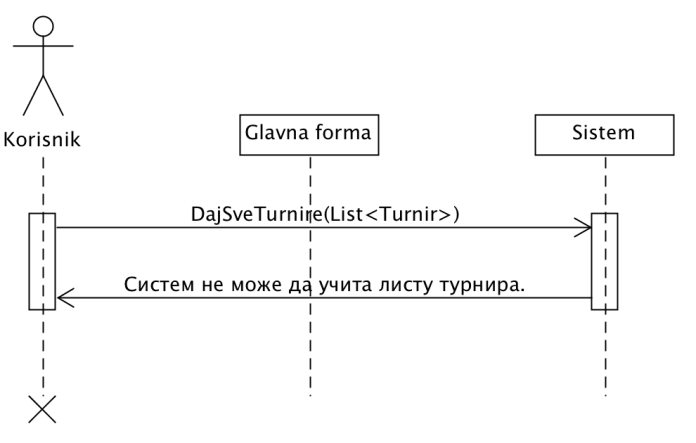 Korisnik
Glavna forma
Sistem
DajSveTurnire(List<Turnir>)
Систем не може да учита листу турнира.